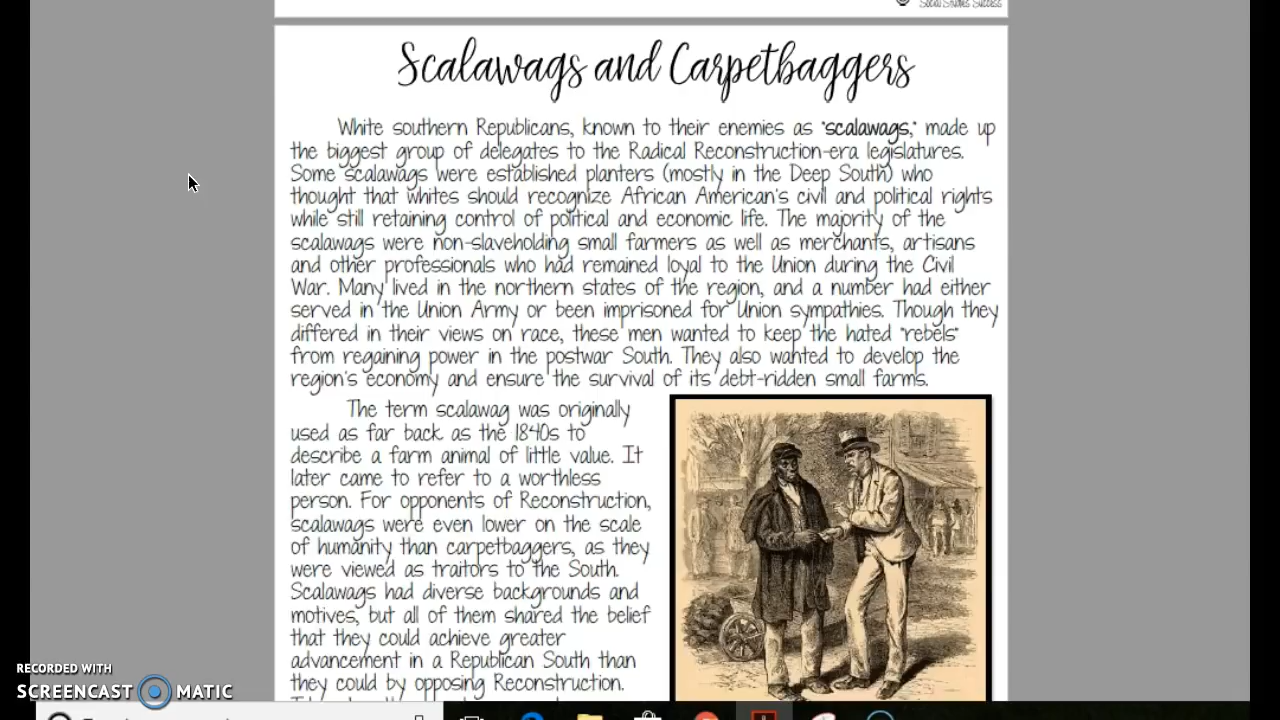 Social Studies Success
Scalawags and Carpetbaggers
White southern Republicans, known to their enemies as "scalawags," made up
the biggest group of delegates to the Radical Reconstruction-era legislatures.
Some scalawags were established planters (mostly in the Deep South) who
thought that whites should recognize African American's civil and political rights
while still retaining control of political and economic life. The majority of the
scalawags were non-slaveholding small farmers as well as merchants, artisans
and other professionals who had remained loyal to the Union during the Civil
War. Many lived in the northern states of the region, and a number had either
served in the Union Army or been imprisoned for Union sympathies. Though they
differed in their views on race, these men wanted to keep the hated "rebels"
from regaining power in the postwar South. They also wanted to develop the
region's economy and ensure the survival of its debt-ridden small farms.
The term scalawag was originally
used as far back as the 1840s to
describe a farm animal of little value. It
later came to refer to a worthless
person. For opponents of Reconstruction,
scalawags were even lower on the scale
of humanity than carpetbaggers, as they
were viewed as traitors to the South.
Scalawags had diverse backgrounds and
motives, but all of them shared the belief
that they could achieve greater
advancement in a Republican South than
they could by opposing Reconstruction.
RECORDED WITH
SCREENCAST MATIC